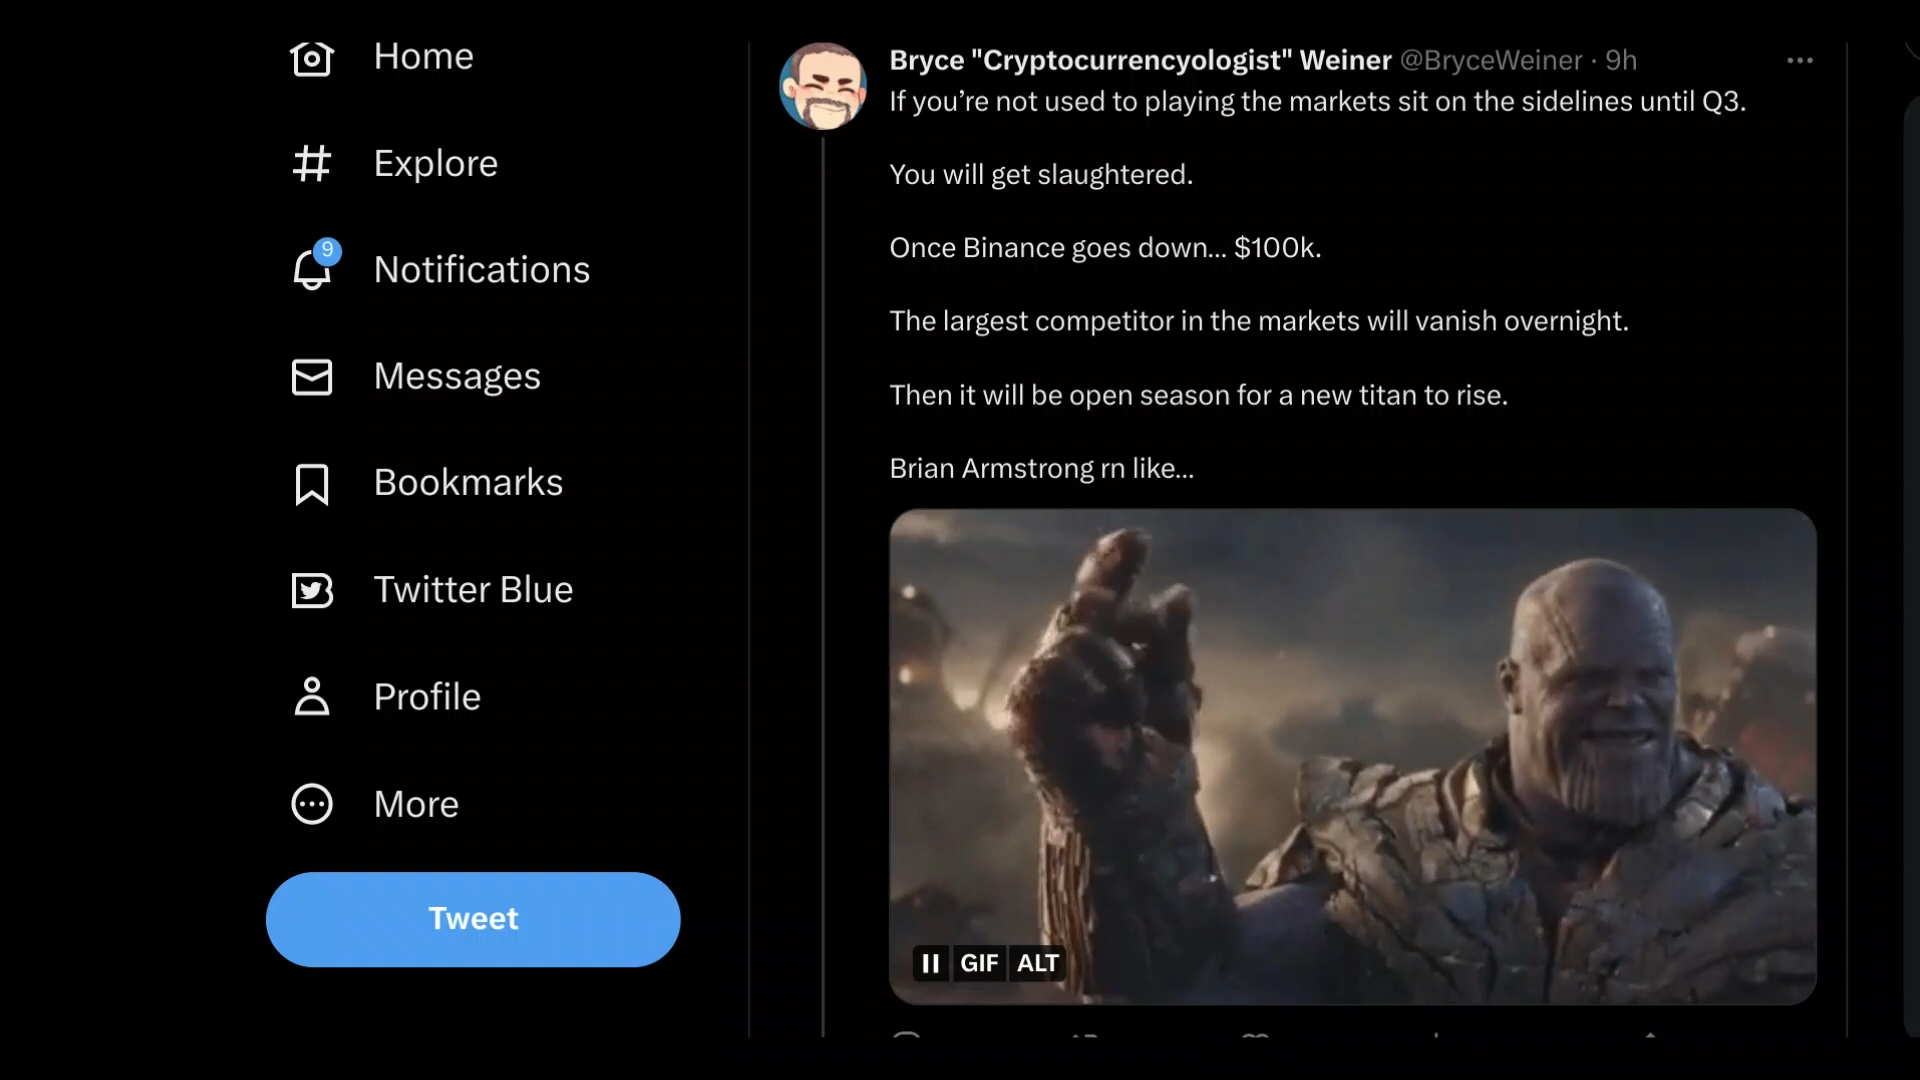 Home
Explore
9
Notifications
Messages
Bookmarks
Twitter Blue
Profile
More
Tweet
Bryce "Cryptocurrencyologist" Weiner @BryceWeiner · 9h
If you’re not used to playing the markets sit on the sidelines until Q3.
You will get slaughtered.
Once Binance goes down... $100k.
The largest competitor in the markets will vanish overnight.
Then it will be open season for a new titan to rise.
Brian Armstrong rn like...
GIF ALT